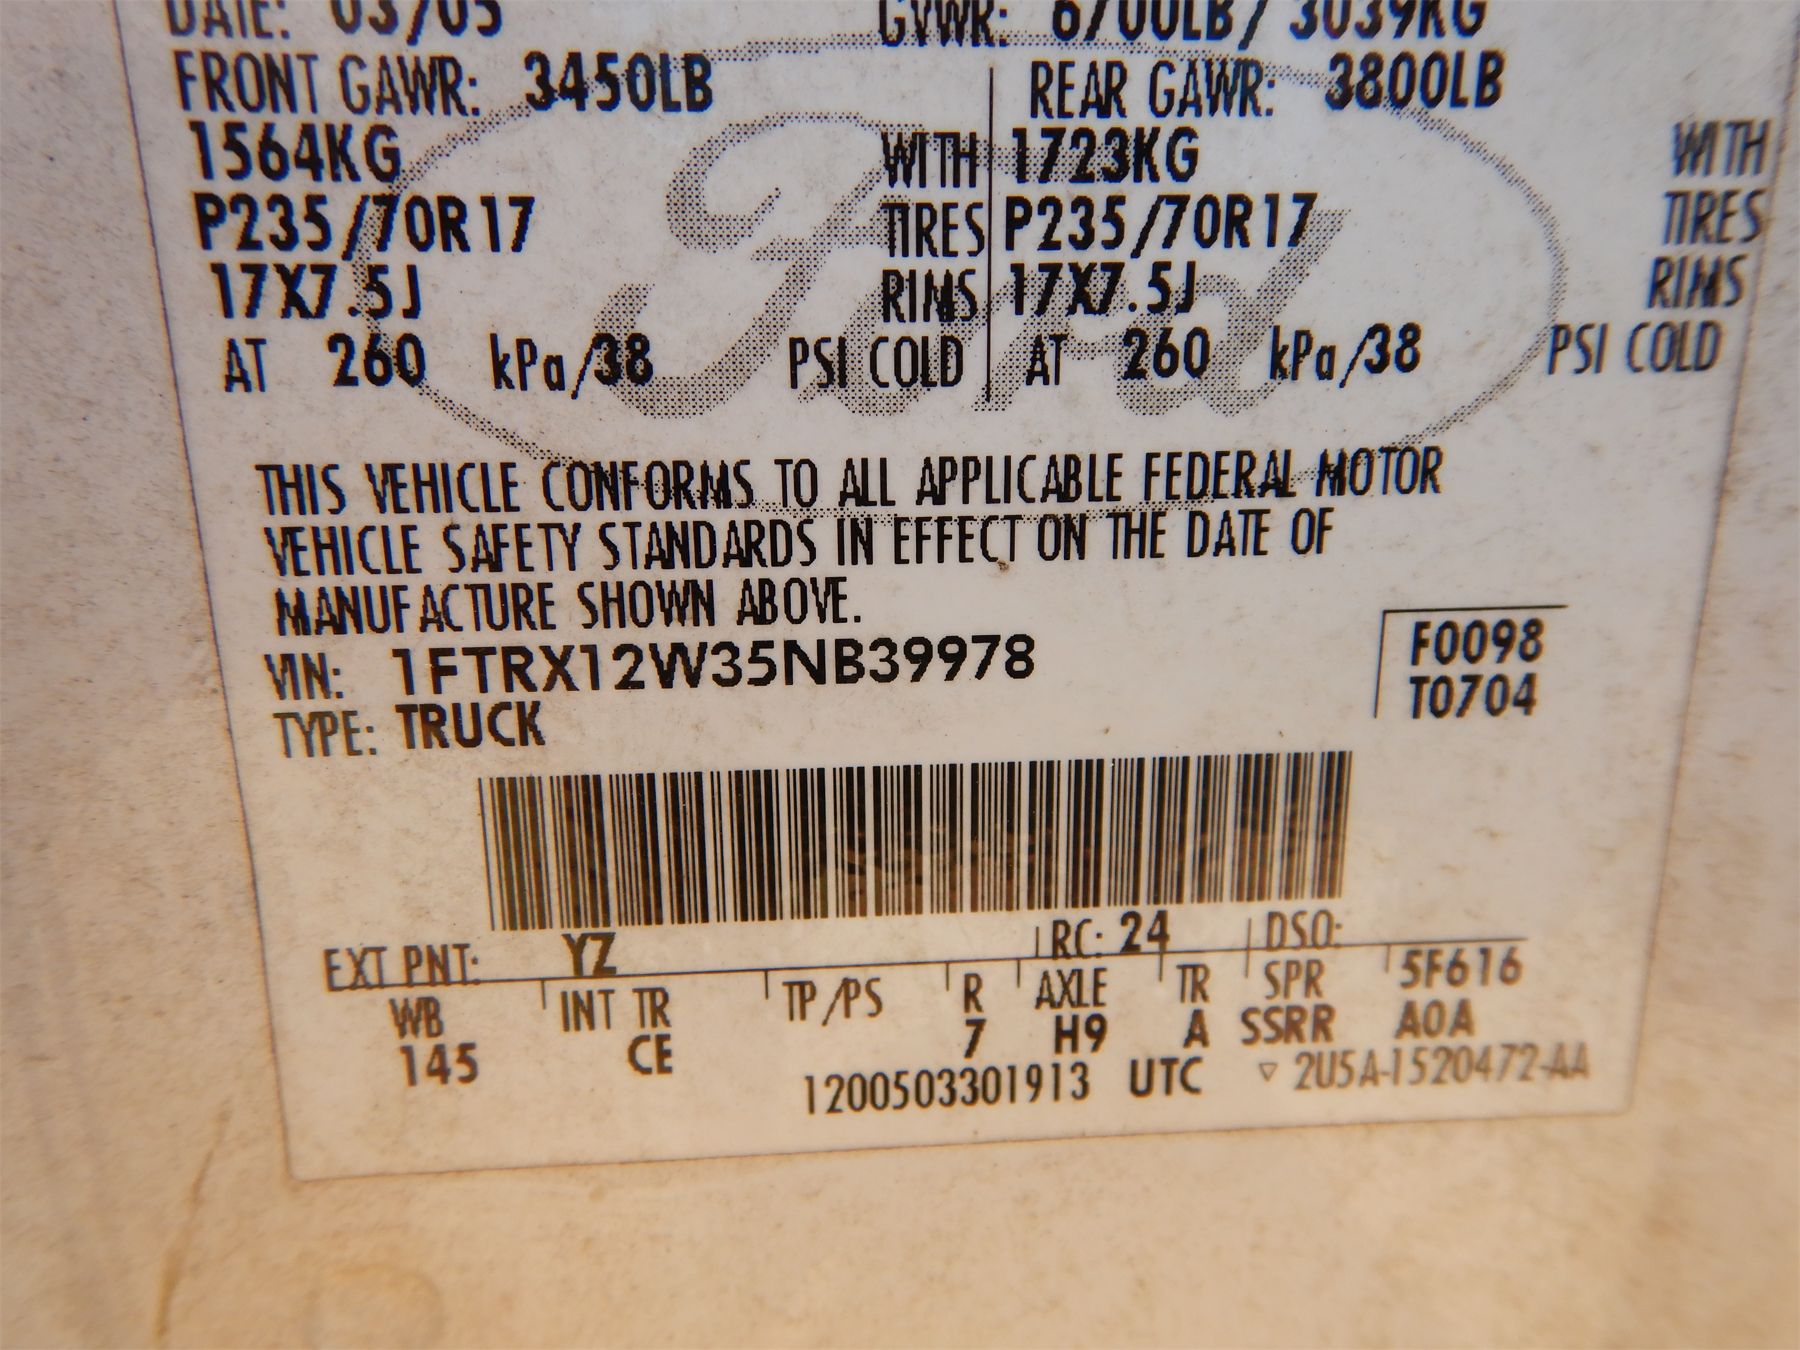 DATE: 03/05 GVWR: 6700LB/ 3039KG
FRONT GAWR: 3450LB REAR GAWR: 3800LB
1564KG WITH 1723KG WITH
P235/70R17 TIRES P235/70R17 TIRES
17X7.5J RIMS 17X7.5J RIMS
AT 260 kPa/38 PSI COLD AT 260 kPa/38 PSI COLD
Ford
THIS VEHICLE CONFORMS TO ALL APPLICABLE FEDERAL MOTOR
VEHICLE SAFETY STANDARDS IN EFFECT ON THE DATE OF
MANUFACTURE SHOWN ABOVE.
VIN: 1FTRX12W35NB39978 F0098
TYPE: TRUCK T0704
EXT PNT: YZ RC: 24 DSO:
WB INT TR TP/PS R AXLE TR SPR 5F616
145 CE 7 H9 A SSRR A0A
1200503301913 UTC ▽ 2U5A-1520472-AA